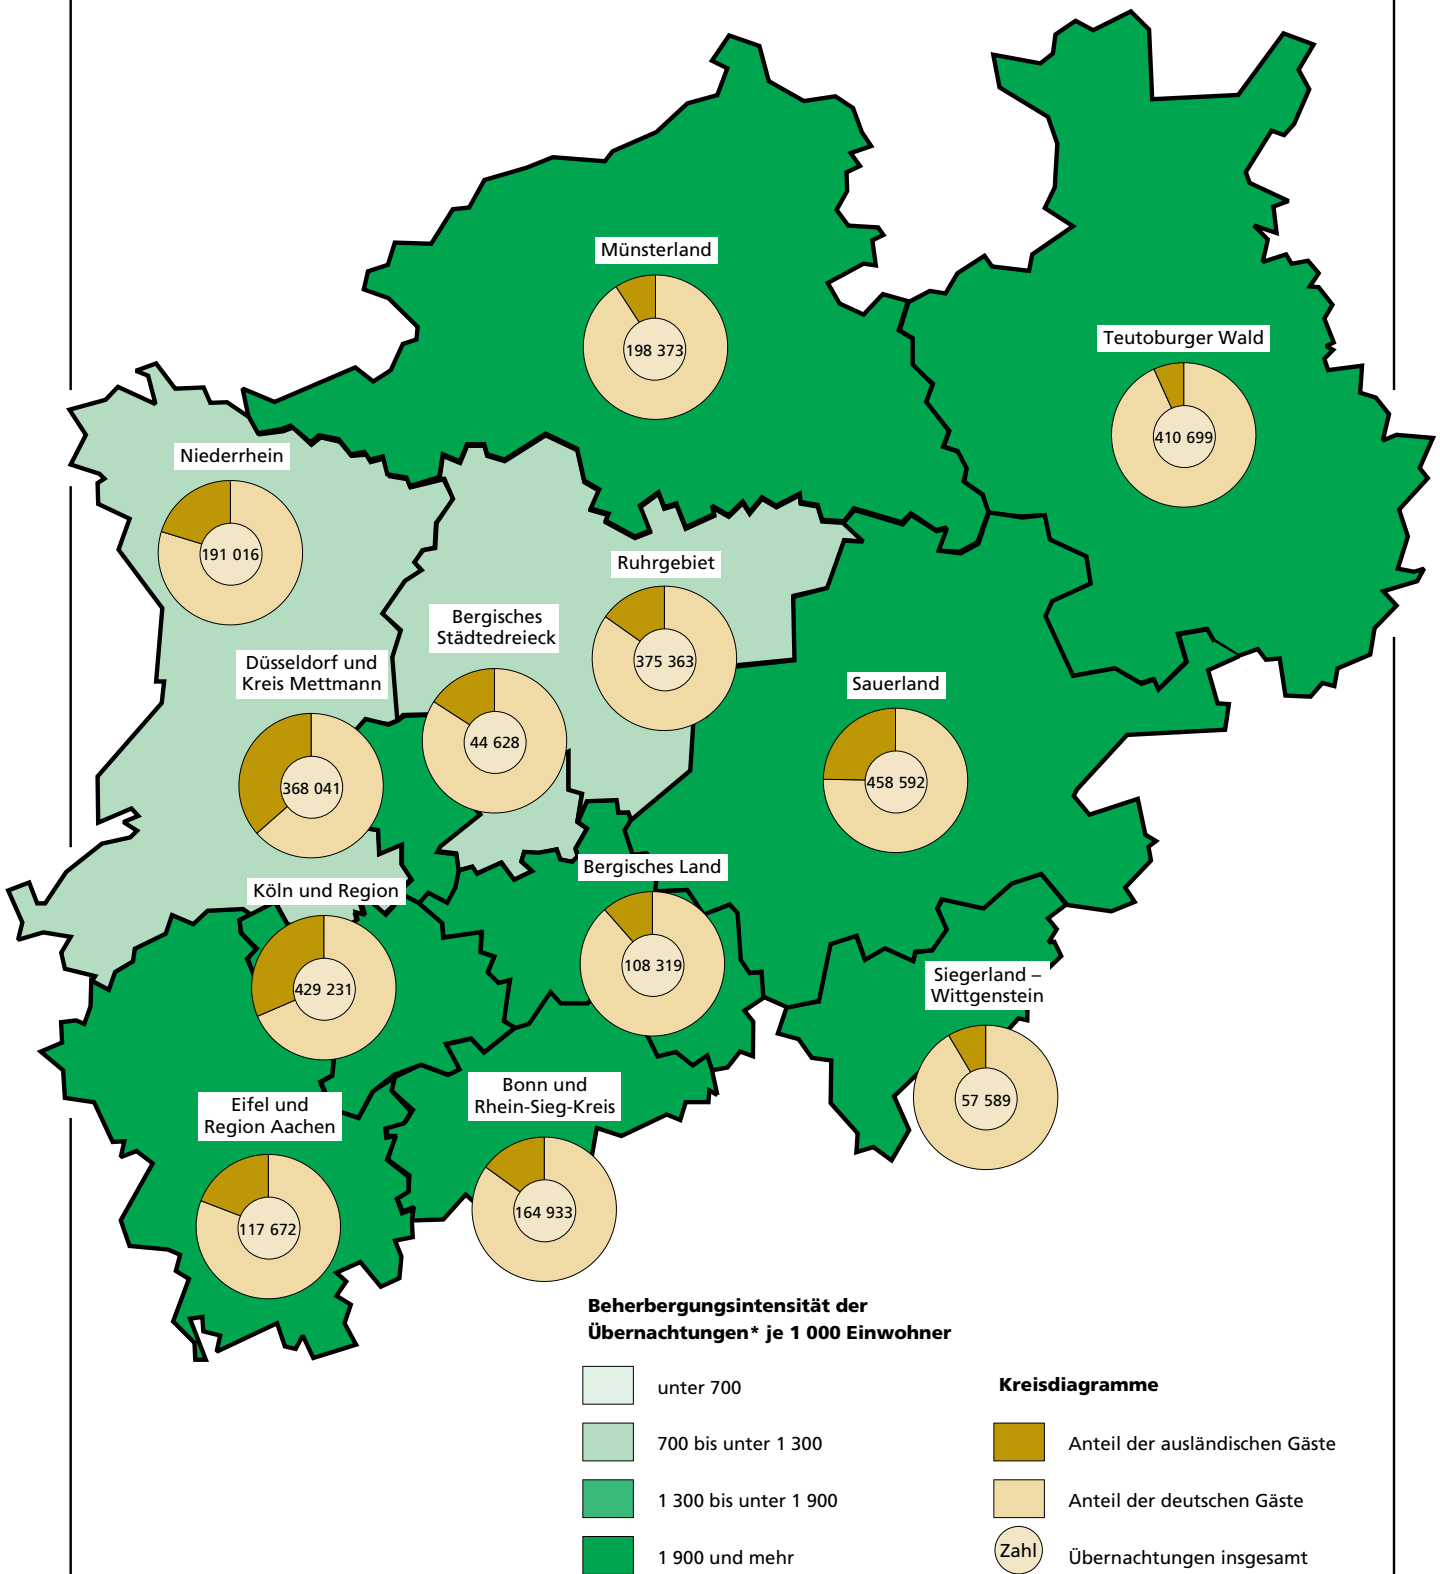 Münsterland
198 373
Teutoburger Wald
410 699
Niederrhein
191 016
Ruhrgebiet
375 363
Bergisches
Städtedreieck
44 628
Düsseldorf und
Kreis Mettmann
368 041
Sauerland
458 592
Bergisches Land
108 319
Köln und Region
429 231
Siegerland –
Wittgenstein
57 589
Bonn und
Rhein-Sieg-Kreis
164 933
Eifel und
Region Aachen
117 672
Beherbergungsintensität der
Übernachtungen* je 1 000 Einwohner
unter 700
700 bis unter 1 300
1 300 bis unter 1 900
1 900 und mehr
Kreisdiagramme
Anteil der ausländischen Gäste
Anteil der deutschen Gäste
Zahl
Übernachtungen insgesamt